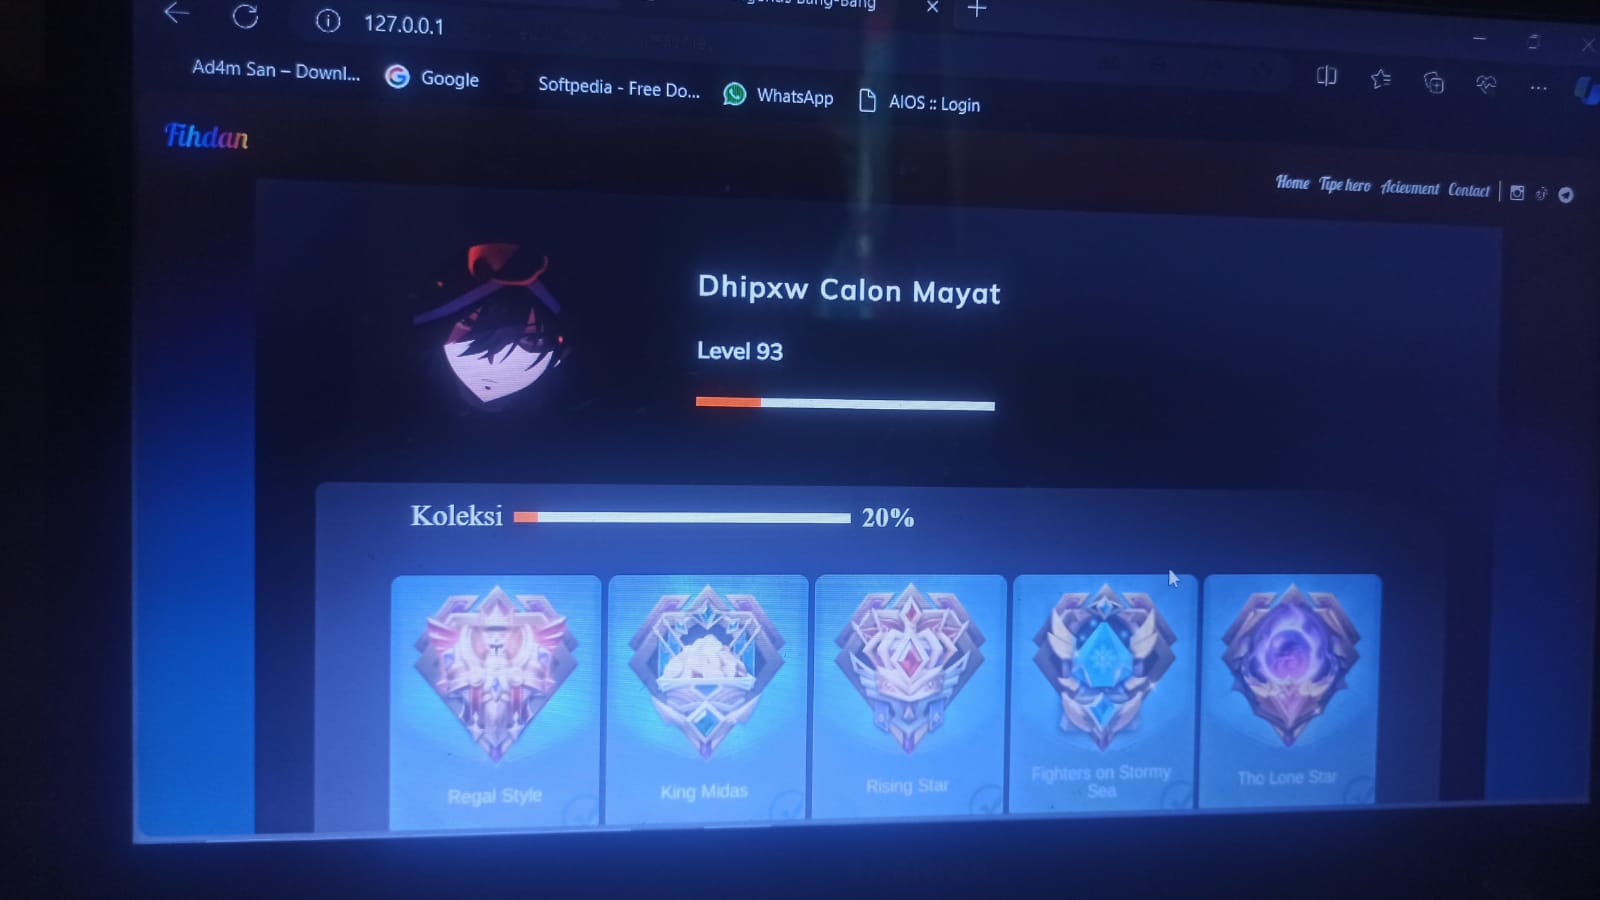 127.0.0.1
Ad4m San – Downl...
Google
Softpedia - Free Do...
WhatsApp
AIOS :: Login
Fihdan
Home Tipe hero Acievment Contact
Dhipxw Calon Mayat
Level 93
Koleksi 20%
Regal Style
King Midas
Rising Star
Fighters on Stormy
Sea
The Lone Star